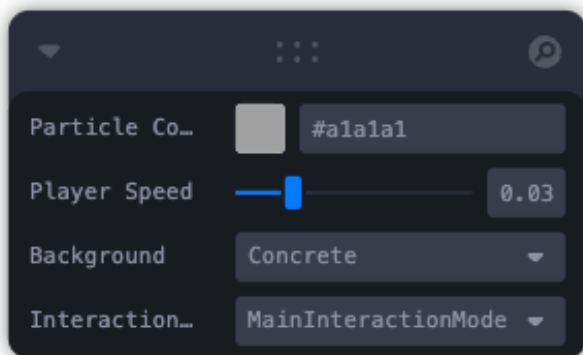 Particle Co… #a1a1a1
Player Speed 0.03
Background Concrete
Interaction… MainInteractionMode